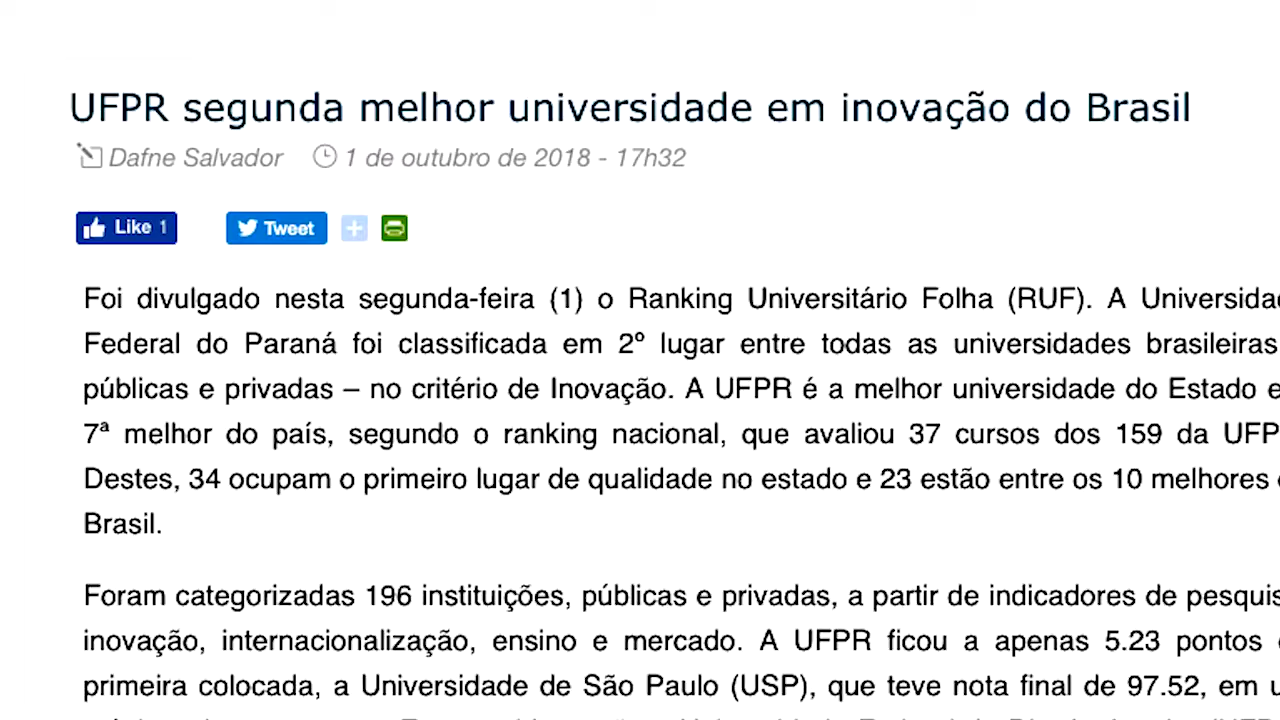 UFPR segunda melhor universidade em inovação do Brasil
Dafne Salvador 1 de outubro de 2018 - 17h32
Like 1 Tweet
Foi divulgado nesta segunda-feira (1) o Ranking Universitário Folha (RUF). A
Federal do Paraná foi classificada em 2º lugar entre todas as universidades brasileiras
públicas e privadas – no critério de Inovação. A UFPR é a melhor universidade do Estado e
7ª melhor do país, segundo o ranking nacional, que avaliou 37 cursos dos 159 da
Destes, 34 ocupam o primeiro lugar de qualidade no estado e 23 estão entre os 10 melhores
Brasil.
Foram categorizadas 196 instituições, públicas e privadas, a partir de indicadores de
inovação, internacionalização, ensino e mercado. A UFPR ficou a apenas 5.23 pontos
primeira colocada, a Universidade de São Paulo (USP), que teve nota final de 97.52, em